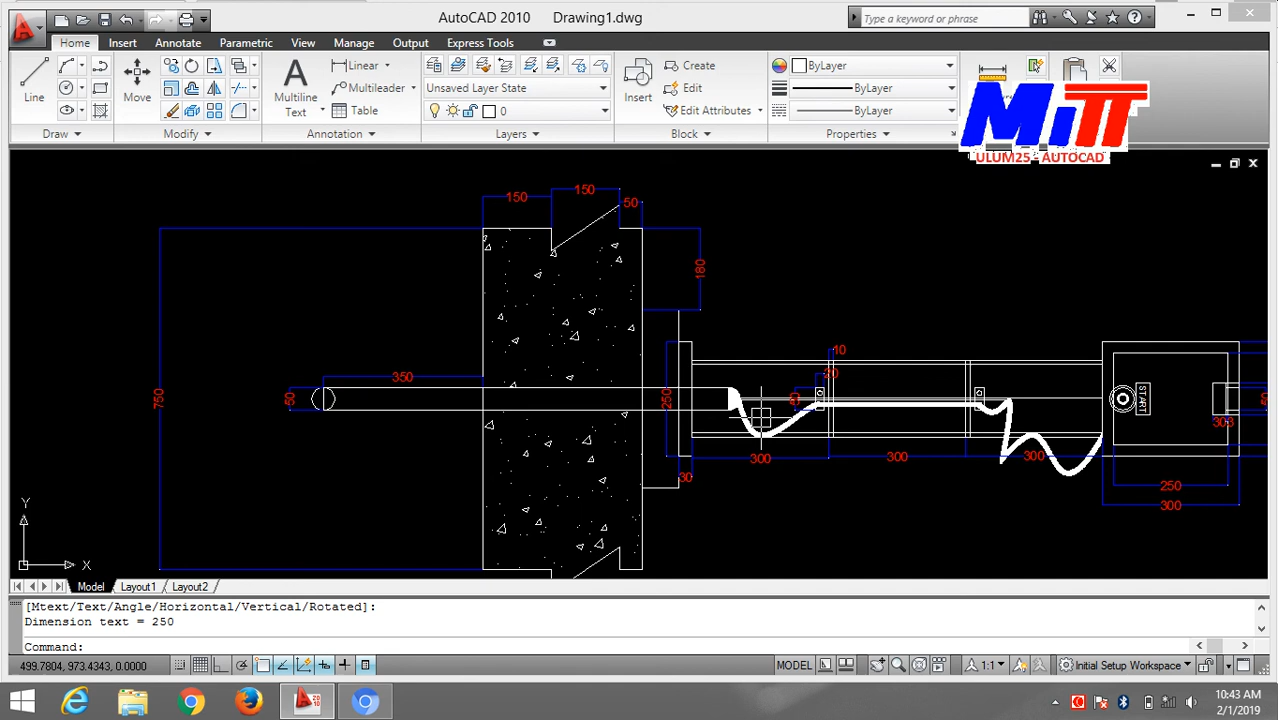 AutoCAD 2010 Drawing1.dwg
Type a keyword or phrase
Home Insert Annotate Parametric View Manage Output Express Tools
Line
Move
Multiline
Text
Linear
Multileader
Table
Unsaved Layer State
0
Insert
Create
Edit
Edit Attributes
ByLayer
ByLayer
ByLayer
Draw Modify Annotation Layers Block Properties
MiTT
ULUM25 - AUTOCAD
150
150
50
180
750
350
50
250
10
20
START
303
300
300
300
30
250
300
Y
X
Model Layout1 Layout2
[Mtext/Text/Angle/Horizontal/Vertical/Rotated]:
Dimension text = 250
Command:
499.7804, 973.4343, 0.0000
MODEL
1:1
Initial Setup Workspace
10:43 AM
2/1/2019